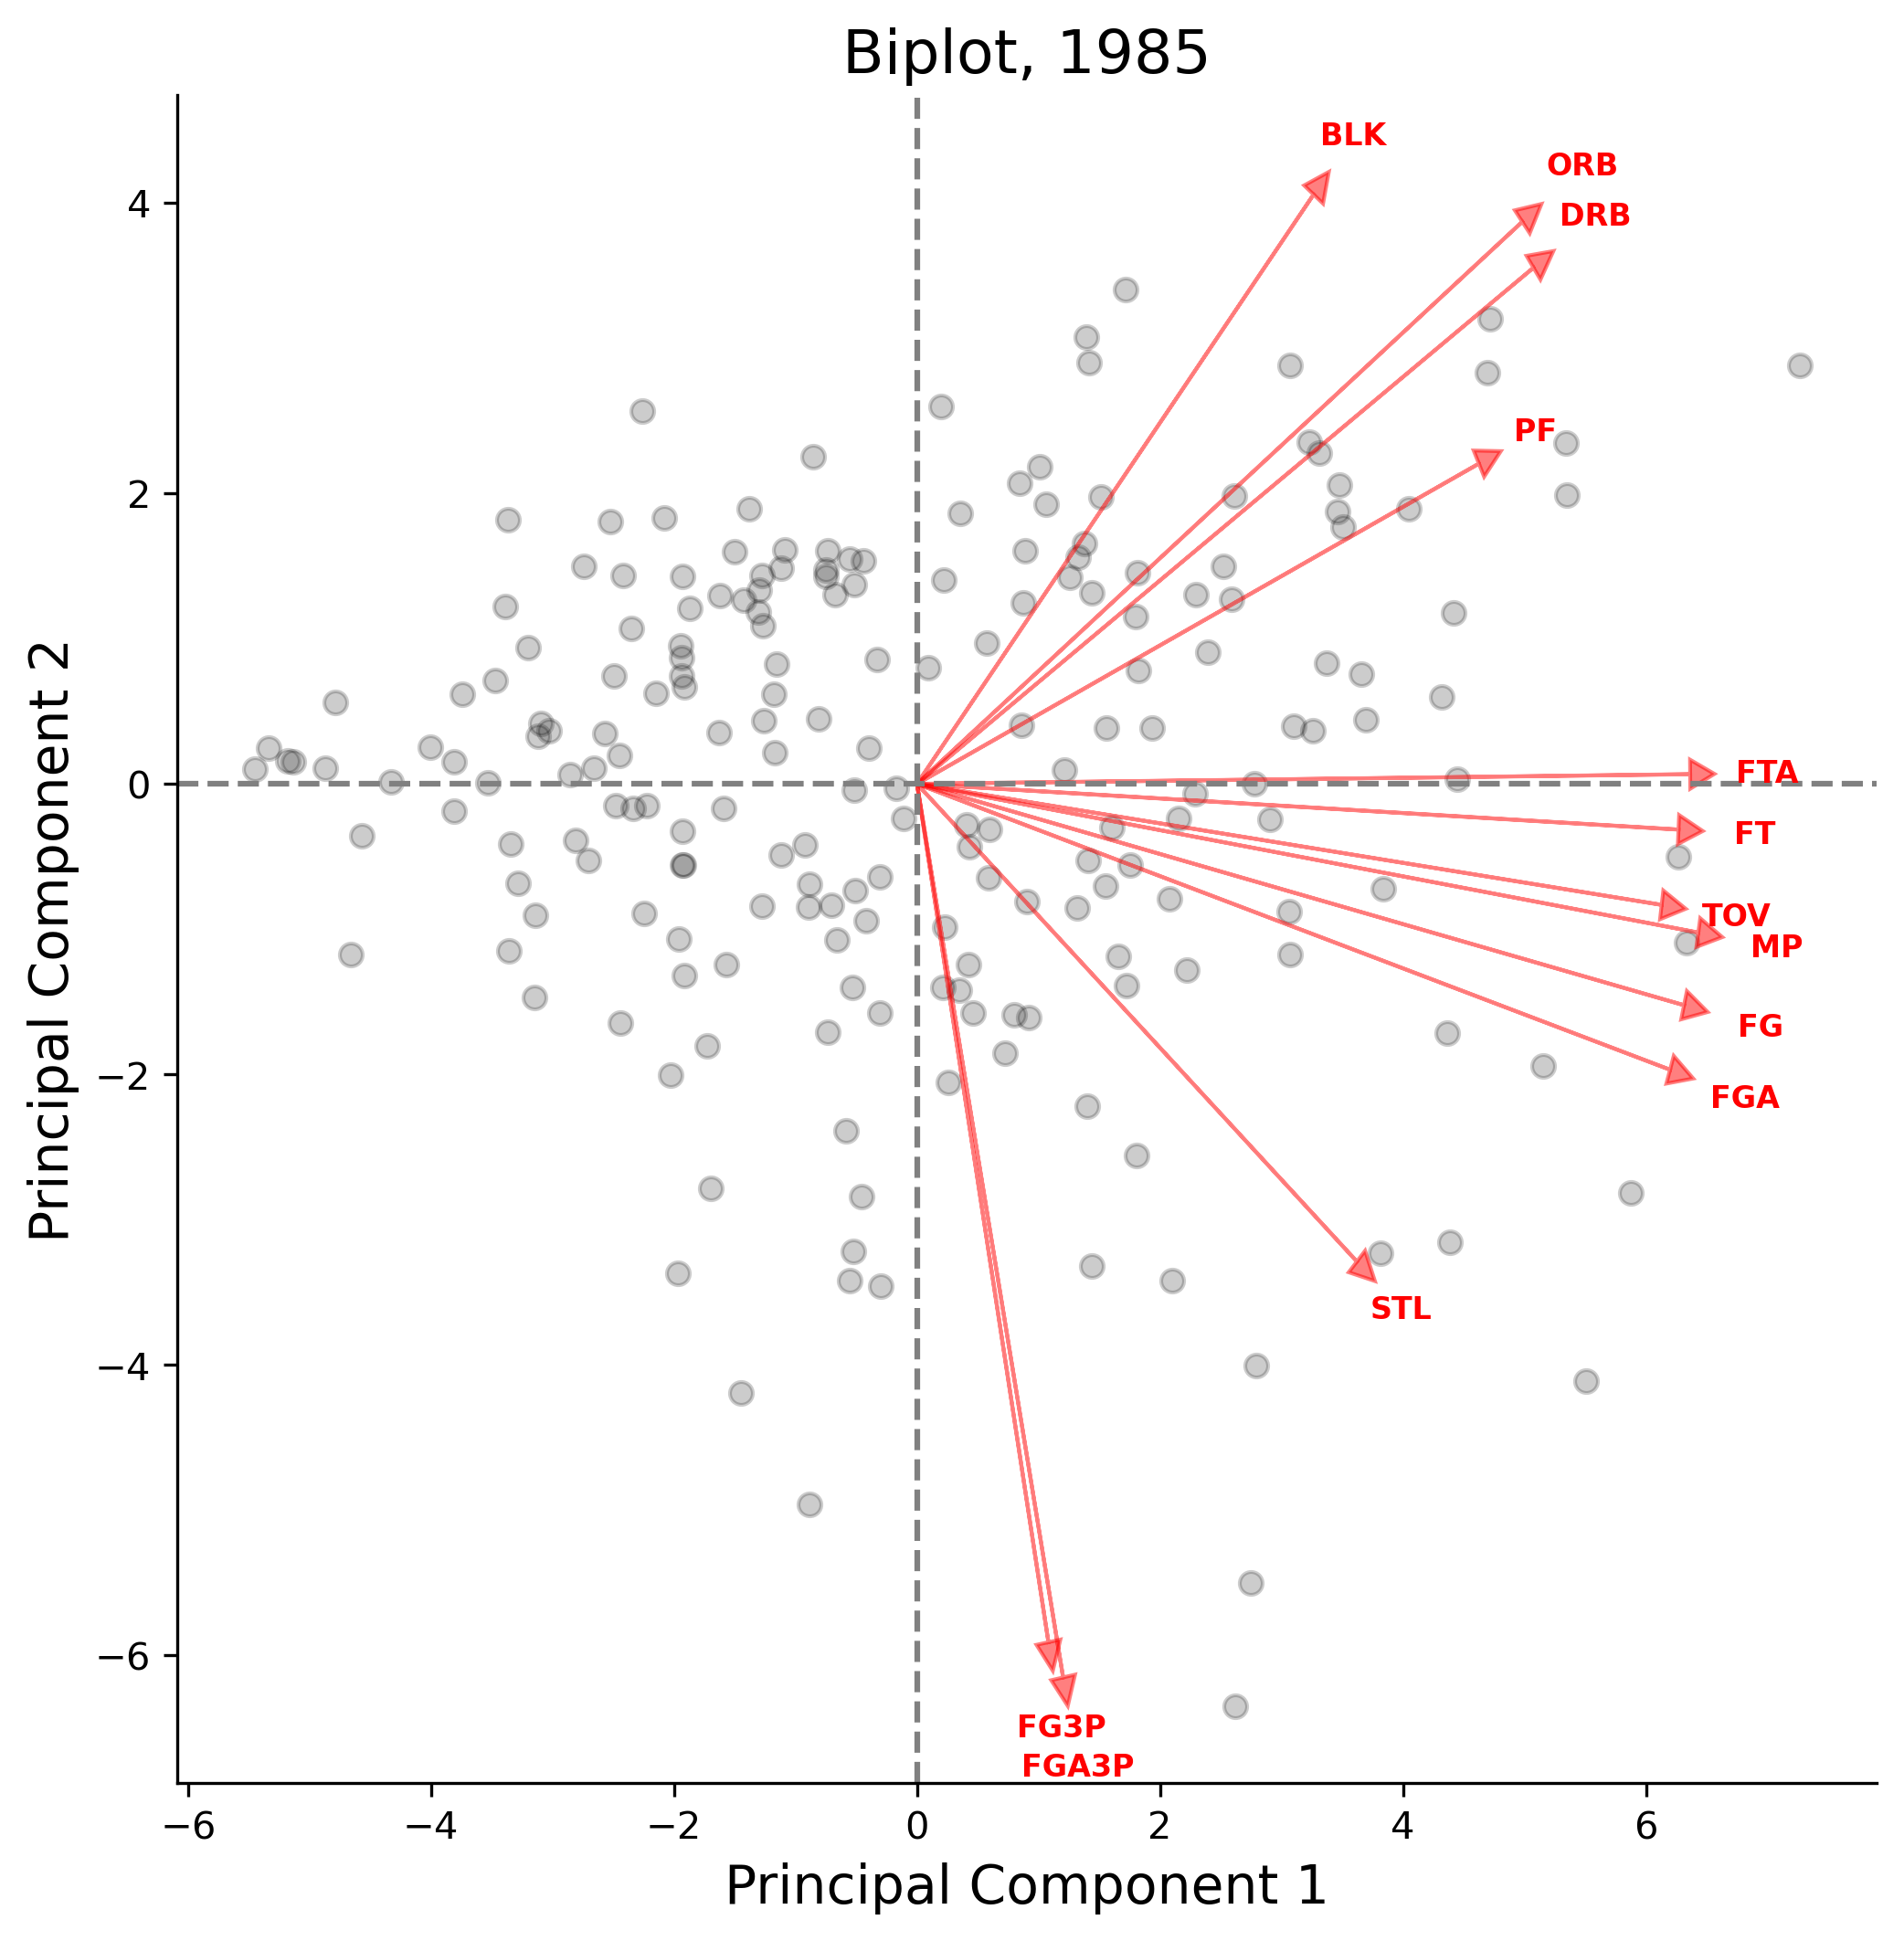 Biplot, 1985
BLK
ORB
DRB
PF
FTA
FT
TOV
MP
FG
FGA
STL
FG3P
FGA3P
4
2
0
−2
−4
−6
Principal Component 2
−6 −4 −2 0 2 4 6
Principal Component 1